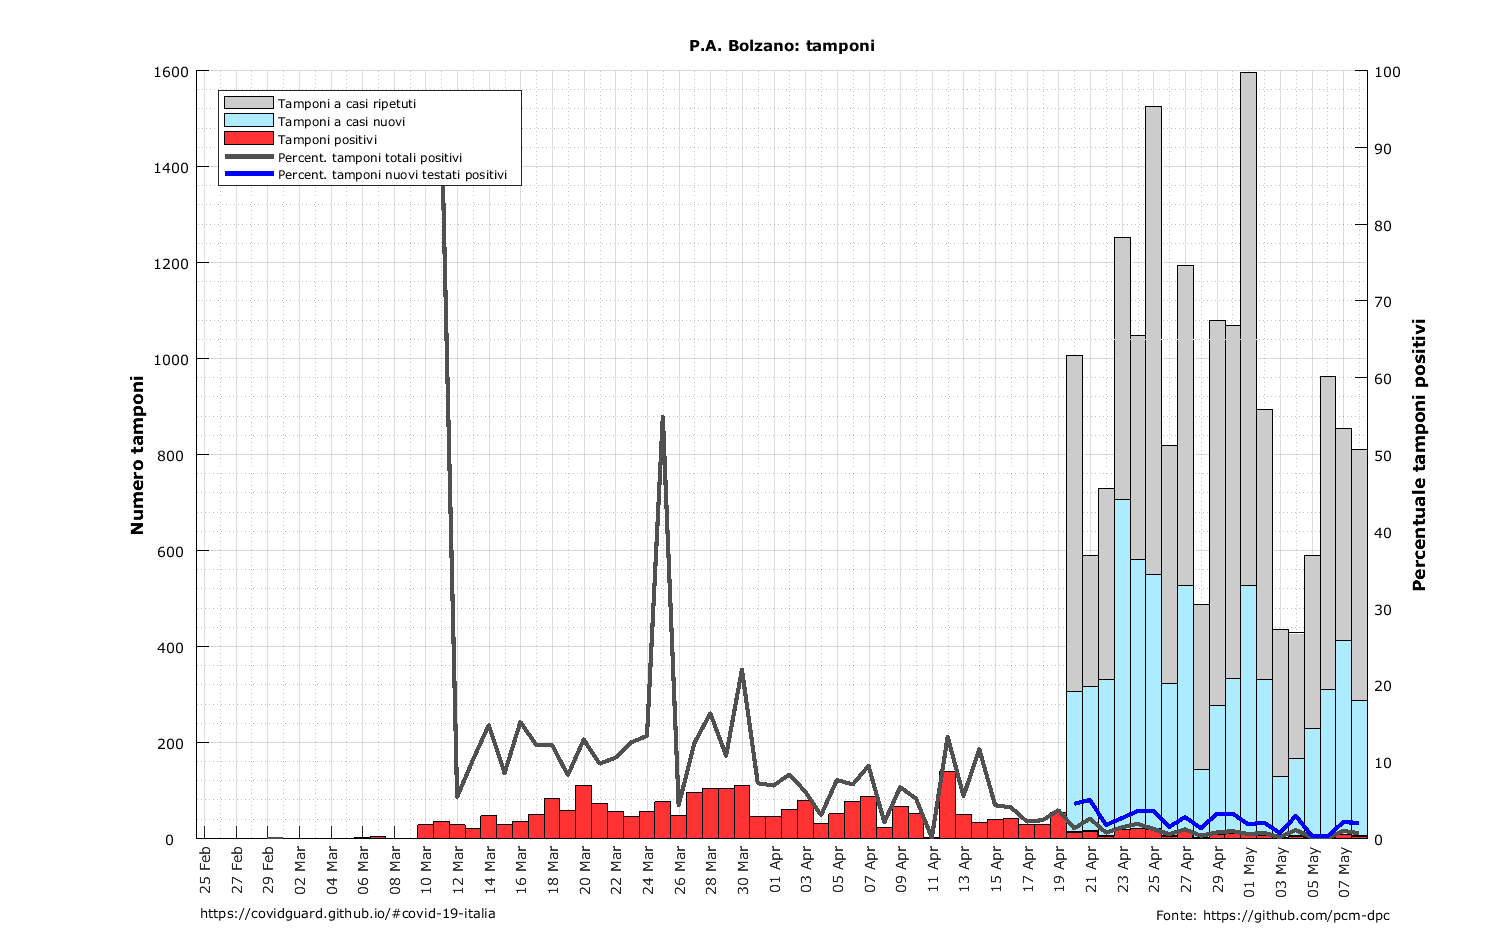 P.A. Bolzano: tamponi
Tamponi a casi ripetuti
Tamponi a casi nuovi
Tamponi positivi
Percent. tamponi totali positivi
Percent. tamponi nuovi testati positivi
Numero tamponi
1600
1400
1200
1000
800
600
400
200
0
Percentuale tamponi positivi
100
90
80
70
60
50
40
30
20
10
0
25 Feb
27 Feb
29 Feb
02 Mar
04 Mar
06 Mar
08 Mar
10 Mar
12 Mar
14 Mar
16 Mar
18 Mar
20 Mar
22 Mar
24 Mar
26 Mar
28 Mar
30 Mar
01 Apr
03 Apr
05 Apr
07 Apr
09 Apr
11 Apr
13 Apr
15 Apr
17 Apr
19 Apr
21 Apr
23 Apr
25 Apr
27 Apr
29 Apr
01 May
03 May
05 May
07 May
https://covidguard.github.io/#covid-19-italia
Fonte: https://github.com/pcm-dpc